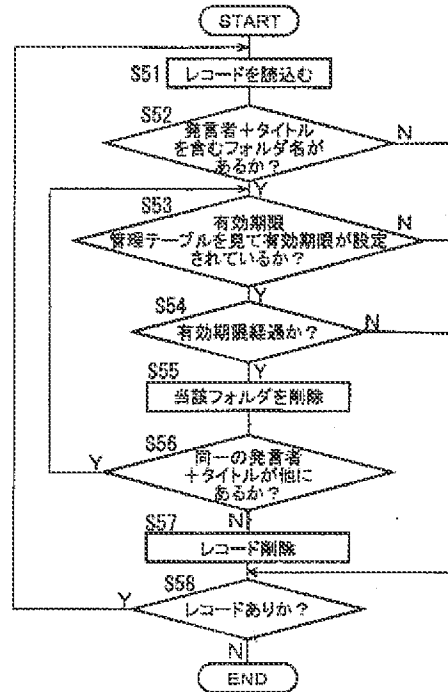 START
S51
レコードを読込む
S52
発言者+タイトル
を含むフォルダ名が
あるか?
N
Y
S53
有効期限
管理テーブルを見て有効期限が設定
されているか?
N
Y
S54
有効期限経過か?
N
Y
S55
当該フォルダを削除
S56
同一の発言者
+タイトルが他に
あるか?
Y
N
S57
レコード削除
S58
レコードありか?
Y
N
END